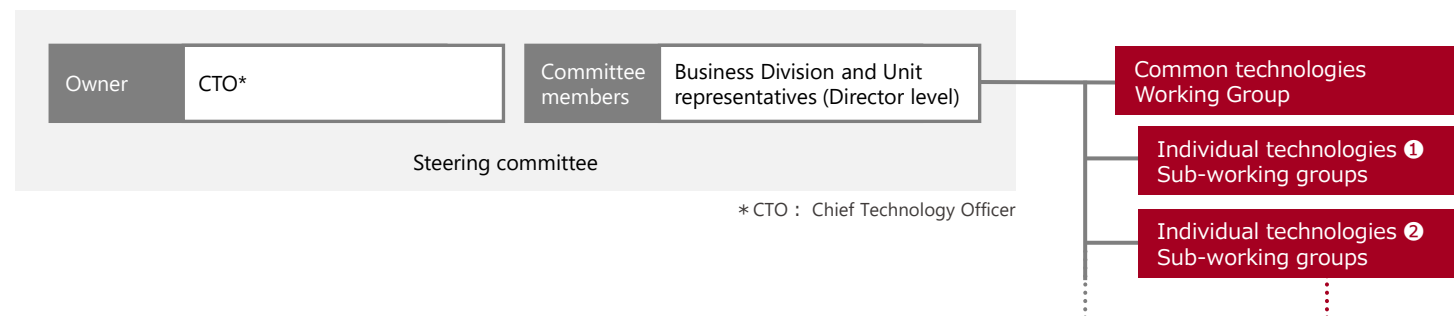 Owner
CTO*
Committee
members
Business Division and Unit
representatives (Director level)
Steering committee
＊CTO： Chief Technology Officer
Common technologies
Working Group
Individual technologies ❶
Sub-working groups
Individual technologies ❷
Sub-working groups